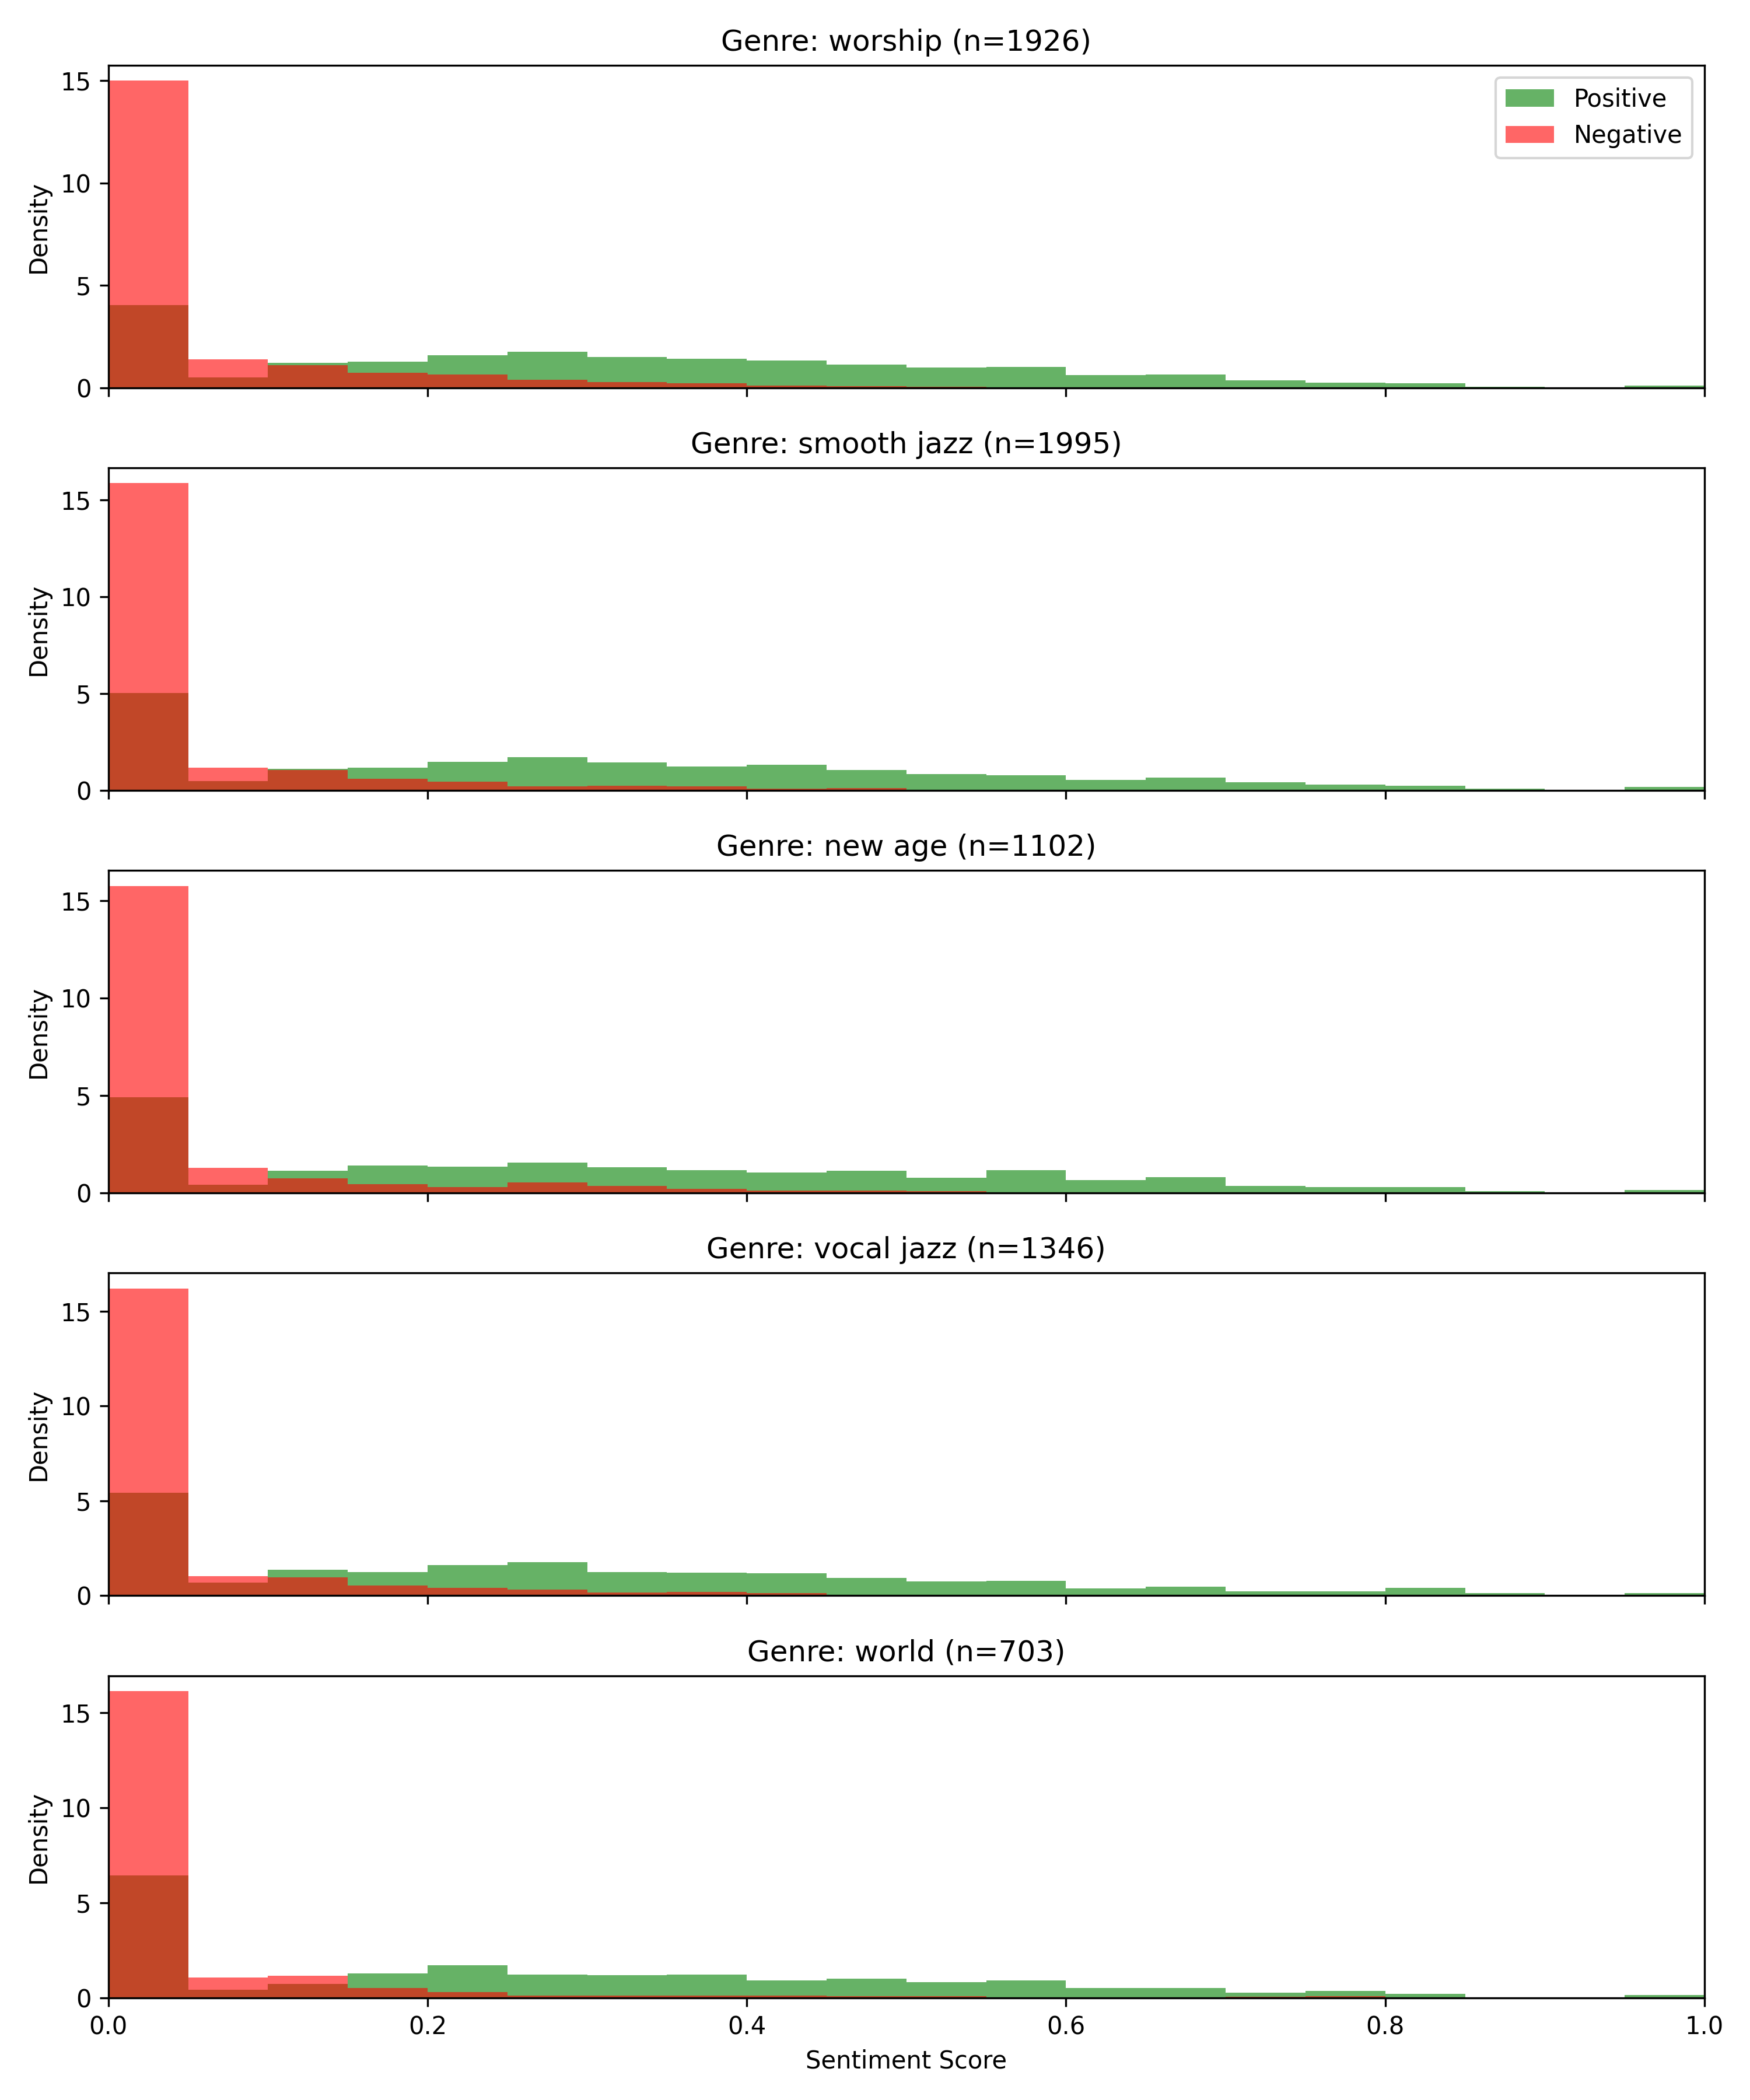 Genre: worship (n=1926)
Positive
Negative
Density
15
10
5
0
Genre: smooth jazz (n=1995)
Density
15
10
5
0
Genre: new age (n=1102)
Density
15
10
5
0
Genre: vocal jazz (n=1346)
Density
15
10
5
0
Genre: world (n=703)
Density
15
10
5
0
0.0 0.2 0.4 0.6 0.8 1.0
Sentiment Score